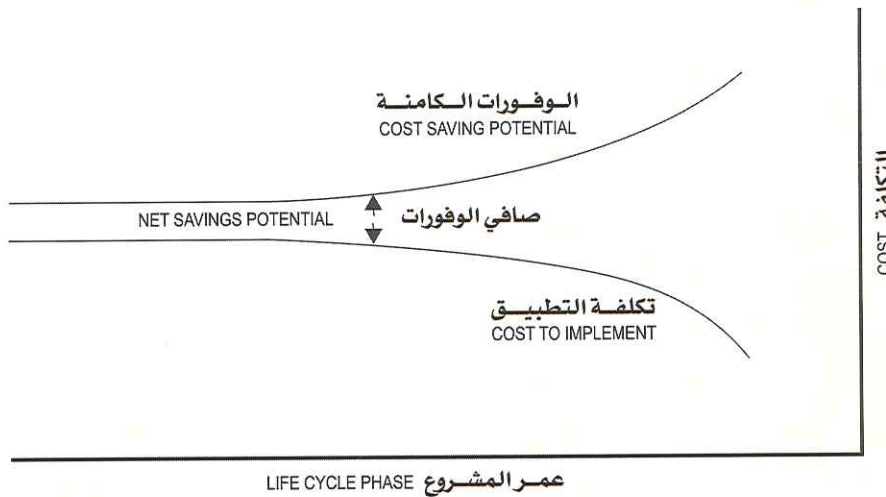 الوفورات الكامنة
COST SAVING POTENTIAL
NET SAVINGS POTENTIAL صافي الوفورات
تكلفة التطبيق
COST TO IMPLEMENT
COST التكلفة
LIFE CYCLE PHASE عمر المشروع